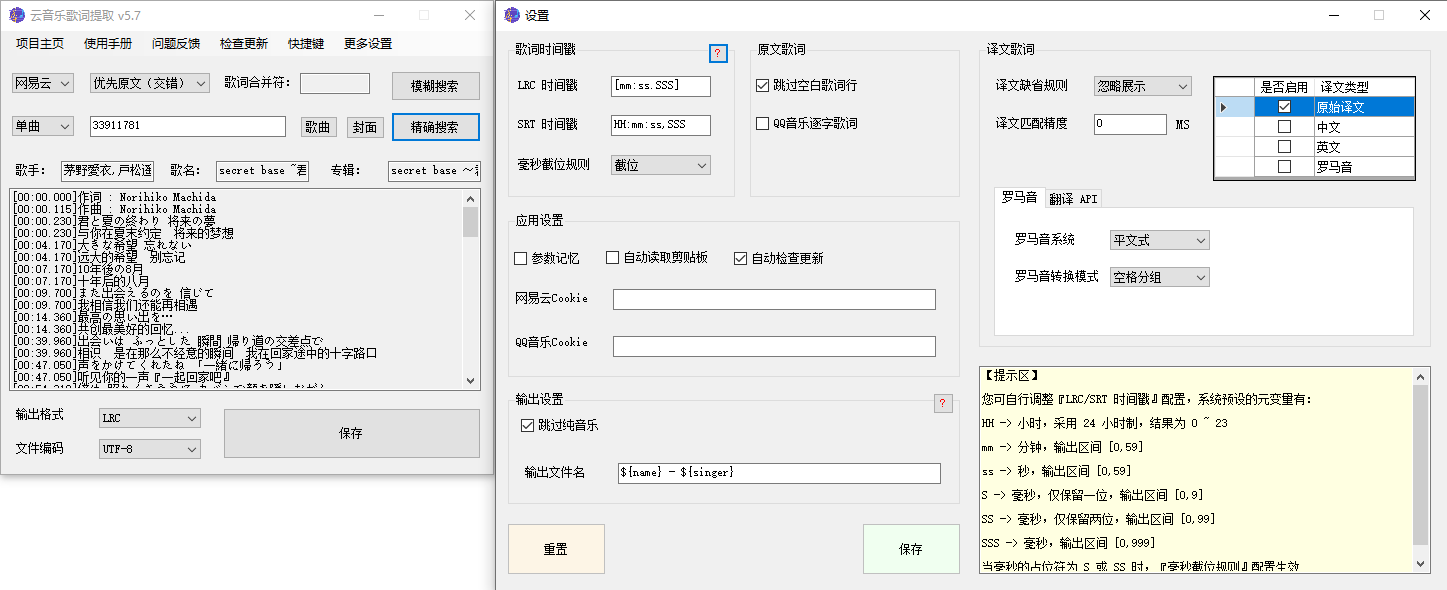 云音乐歌词提取 v5.7
项目主页 使用手册 问题反馈 检查更新 快捷键 更多设置
网易云 优先原文（交错） 歌词合并符： 模糊搜索
单曲 33911781 歌曲 封面 精确搜索
歌手： 茅野愛衣,戸松遥 歌名： secret base ~君 专辑： secret base ～
[00:00.000]作词 : Norihiko Machida
[00:00.115]作曲 : Norihiko Machida
[00:00.230]君と夏の終わり 将来の夢
[00:00.230]与你在夏末约定　将来的梦想
[00:04.170]大きな希望 忘れない
[00:04.170]远大的希望　别忘记
[00:07.170]10年後の8月
[00:07.170]十年后的八月
[00:09.700]また出会えるのを 信じて
[00:09.700]我相信我们还能再相遇
[00:14.360]最高の思い出を…
[00:14.360]共创最美好的回忆...
[00:39.960]出会いは ふっとした 瞬間 帰り道の交差点で
[00:39.960]相识　是在那么不经意的瞬间　我在回家途中的十字路口
[00:47.050]声をかけてくれたね 「一緒に帰ろう」
[00:47.050]听见你的一声『一起回家吧』
输出格式 LRC 保存
文件编码 UTF-8
设置
歌词时间戳 ?
LRC 时间戳 [mm:ss.SSS]
SRT 时间戳 HH:mm:ss,SSS
毫秒截位规则 截位
原文歌词
跳过空白歌词行
QQ音乐逐字歌词
应用设置
参数记忆 自动读取剪贴板 自动检查更新
网易云Cookie
QQ音乐Cookie
输出设置 ?
跳过纯音乐
输出文件名 ${name} - ${singer}
重置 保存
译文歌词
译文缺省规则 忽略展示
译文匹配精度 0 MS
是否启用 译文类型
原始译文
中文
英文
罗马音
罗马音 翻译 API
罗马音系统 平文式
罗马音转换模式 空格分组
【提示区】
您可自行调整『LRC/SRT 时间戳』配置，系统预设的元变量有：
HH -> 小时，采用 24 小时制，结果为 0 ~ 23
mm -> 分钟，输出区间 [0,59]
ss -> 秒，输出区间 [0,59]
S -> 毫秒，仅保留一位，输出区间 [0,9]
SS -> 毫秒，仅保留两位，输出区间 [0,99]
SSS -> 毫秒，输出区间 [0,999]
当毫秒的占位符为 S 或 SS 时，『毫秒截位规则』配置生效